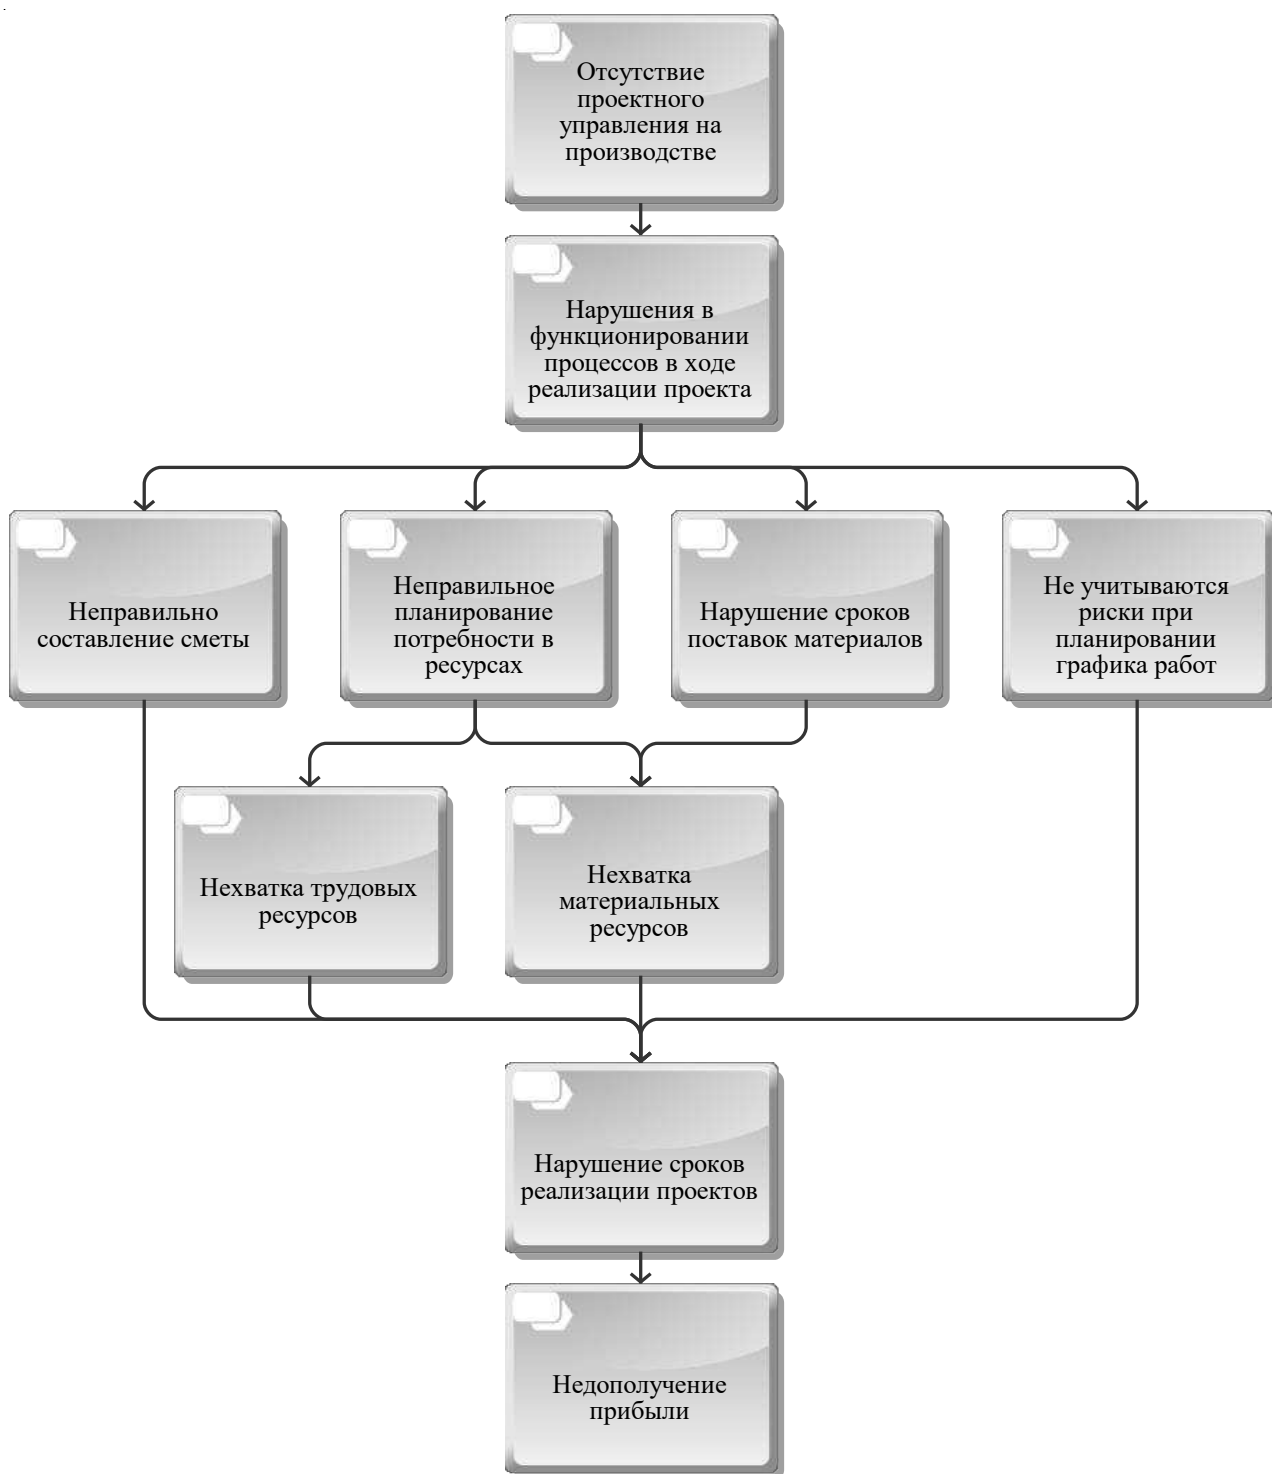 Отсутствие
проектного
управления на
производстве
Нарушения в
функционировании
процессов в ходе
реализации проекта
Неправильно
составление сметы
Неправильное
планирование
потребности в
ресурсах
Нарушение сроков
поставок материалов
Не учитываются
риски при
планировании
графика работ
Нехватка трудовых
ресурсов
Нехватка
материальных
ресурсов
Нарушение сроков
реализации проектов
Недополучение
прибыли